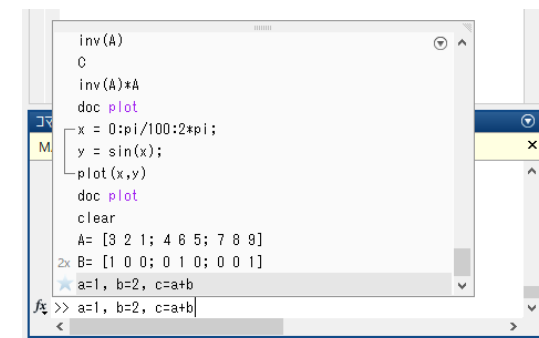 inv(A)
C
inv(A)*A
doc plot
x = 0:pi/100:2*pi;
y = sin(x);
plot(x,y)
doc plot
clear
A= [3 2 1; 4 6 5; 7 8 9]
2x B= [1 0 0; 0 1 0; 0 0 1]
a=1, b=2, c=a+b
fx >> a=1, b=2, c=a+b
コマ